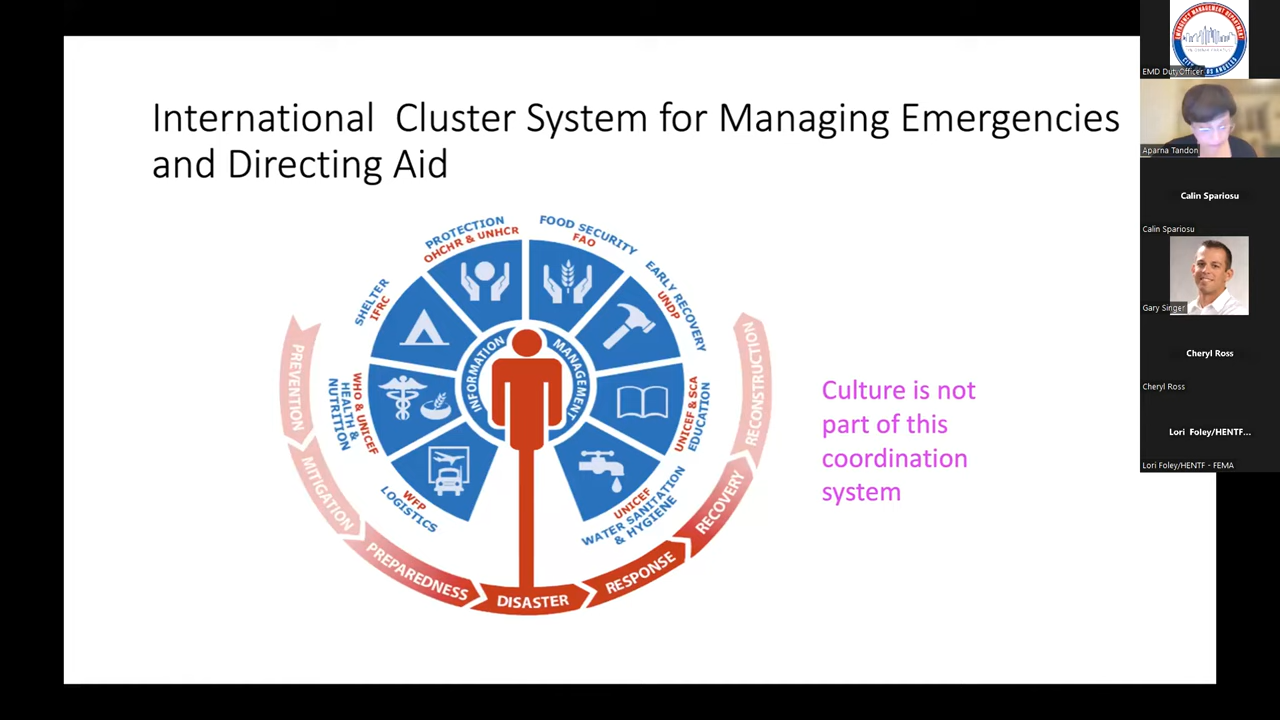 International  Cluster System for Managing Emergencies
and Directing Aid
PROTECTION
OHCHR & UNHCR
FOOD SECURITY
FAO
SHELTER
IFRC
EARLY RECOVERY
UNDP
INFORMATION
MANAGEMENT
WHO & UNICEF
HEALTH &
NUTRITION
UNICEF & SCA
EDUCATION
WFP
LOGISTICS
UNICEF
WATER SANITATION
& HYGIENE
PREVENTION
MITIGATION
PREPAREDNESS
DISASTER
RESPONSE
RECOVERY
RECONSTRUCTION
Culture is not
part of this
coordination
system
EMERGENCY MANAGEMENT DEPARTMENT
EMD DutyOfficer
Aparna Tandon
Calin Spariosu
Calin Spariosu
Gary Singer
Cheryl Ross
Cheryl Ross
Lori  Foley/HENTF...
Lori Foley/HENTF - FEMA